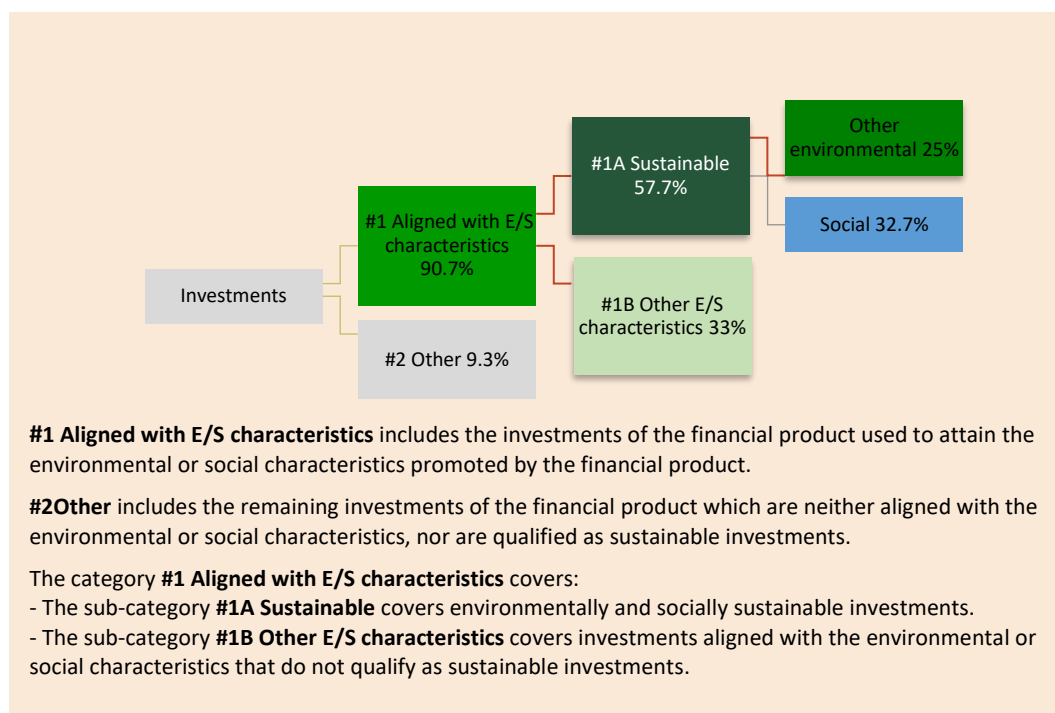 Investments
#1 Aligned with E/S
characteristics
90.7%
#2 Other 9.3%
#1A Sustainable
57.7%
#1B Other E/S
characteristics 33%
Other
environmental 25%
Social 32.7%
#1 Aligned with E/S characteristics includes the investments of the financial product used to attain the
environmental or social characteristics promoted by the financial product.
#2Other includes the remaining investments of the financial product which are neither aligned with the
environmental or social characteristics, nor are qualified as sustainable investments.
The category #1 Aligned with E/S characteristics covers:
- The sub-category #1A Sustainable covers environmentally and socially sustainable investments.
- The sub-category #1B Other E/S characteristics covers investments aligned with the environmental or
social characteristics that do not qualify as sustainable investments.